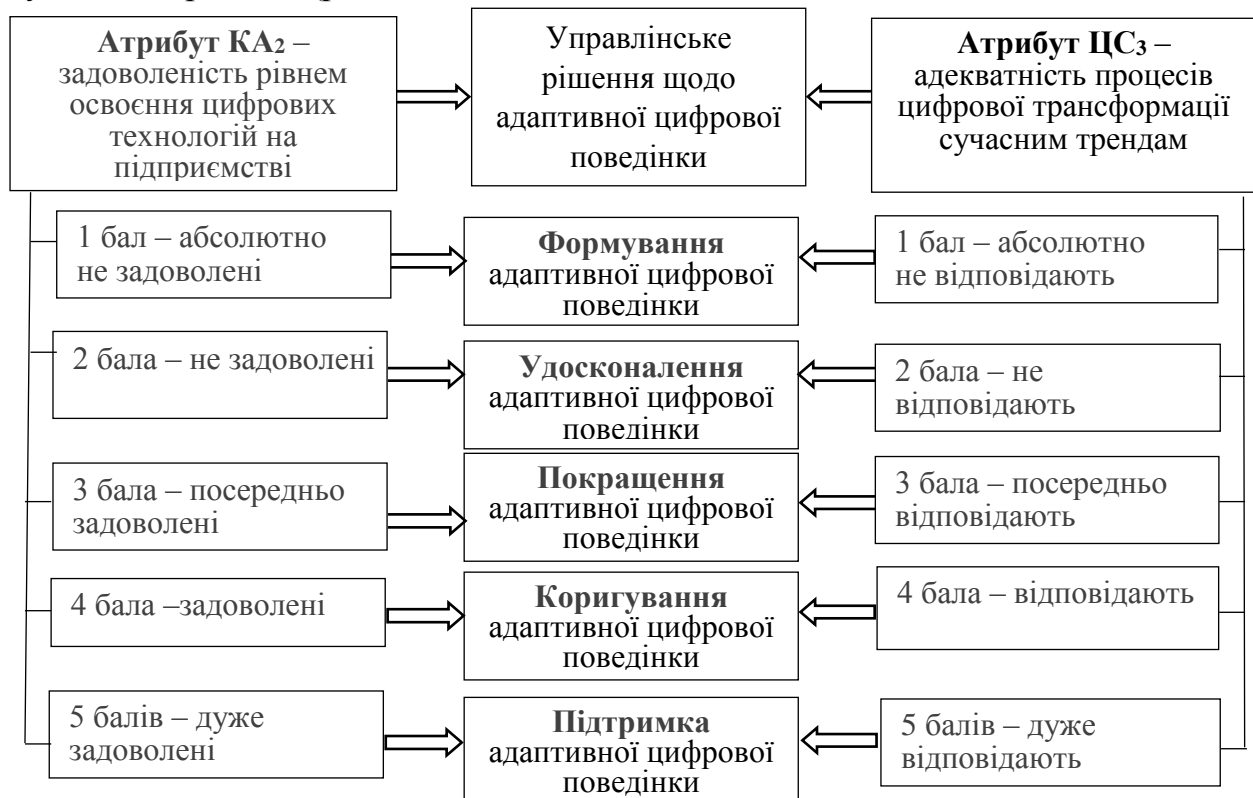 Атрибут КА₂ –
задоволеність рівнем
освоєння цифрових
технологій на
підприємстві
Управлінське
рішення щодо
адаптивної цифрової
поведінки
Атрибут ЦС₃ –
адекватність процесів
цифрової трансформації
сучасним трендам
1 бал – абсолютно
не задоволені
Формування
адаптивної цифрової
поведінки
1 бал – абсолютно
не відповідають
2 бала – не задоволені
Удосконалення
адаптивної цифрової
поведінки
2 бала – не
відповідають
3 бала – посередньо
задоволені
Покращення
адаптивної цифрової
поведінки
3 бала – посередньо
відповідають
4 бала –задоволені
Коригування
адаптивної цифрової
поведінки
4 бала – відповідають
5 балів – дуже
задоволені
Підтримка
адаптивної цифрової
поведінки
5 балів – дуже
відповідають